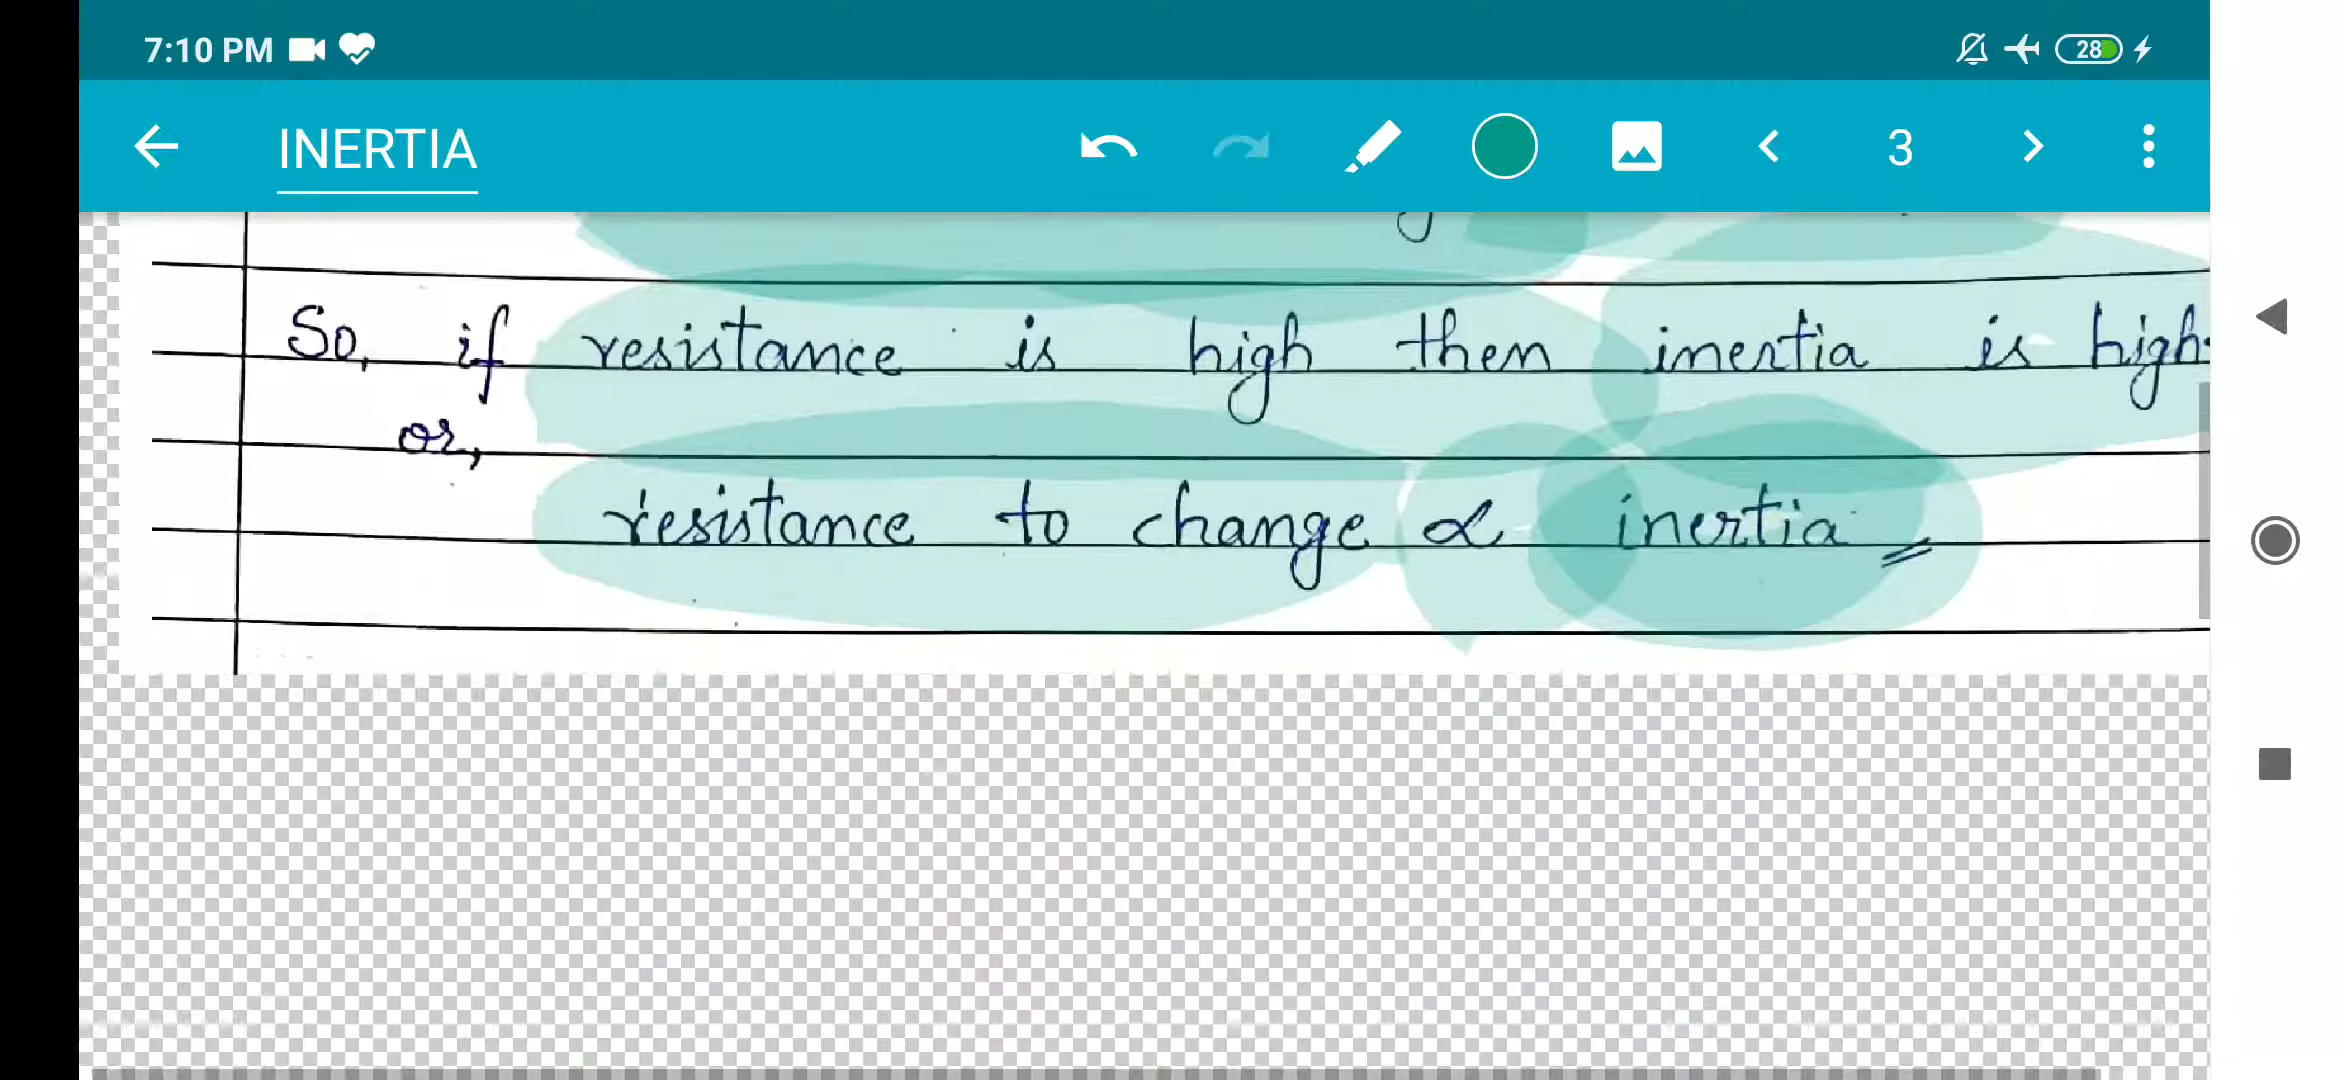 7:10 PM 28
INERTIA 3
So, if resistance is high then inertia is high.
or,
resistance to change ∝ inertia